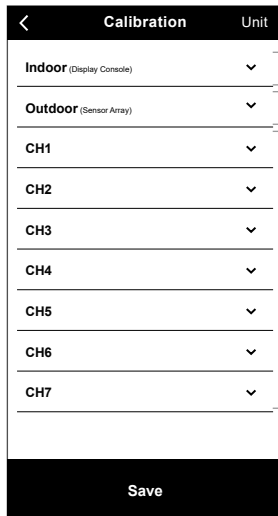 Calibration Unit
Indoor (Display Console)
Outdoor (Sensor Array)
CH1
CH2
CH3
CH4
CH5
CH6
CH7
Save